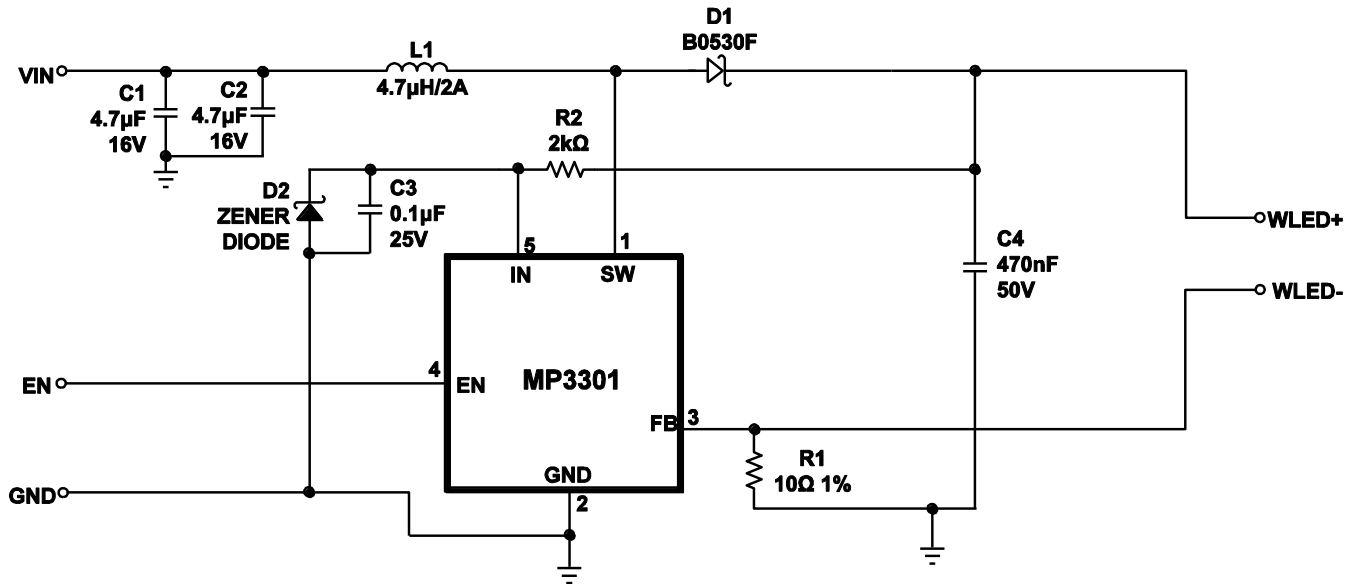 D1
B0530F
VIN
L1
4.7µH/2A
C1
4.7µF
16V
C2
4.7µF
16V
R2
2kΩ
D2
ZENER
DIODE
C3
0.1µF
25V
WLED+
5
1
IN
SW
C4
470nF
50V
WLED-
4
EN
EN
MP3301
FB
3
R1
10Ω 1%
GND
GND
2